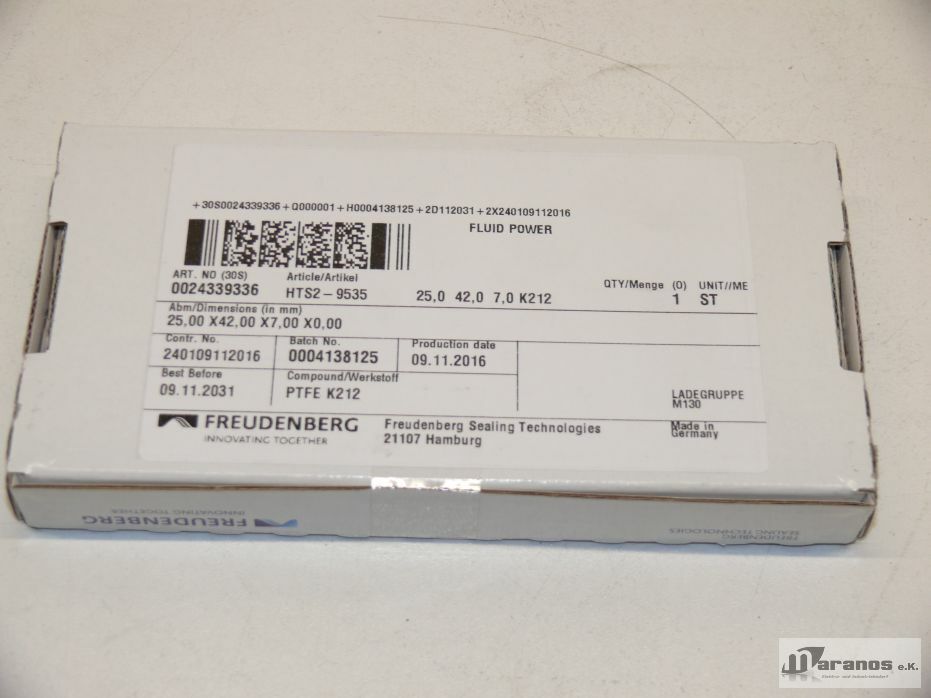 +30S0024339336+Q000001+H0004138125+2D112031+2X240109112016
FLUID POWER
ART. NO (30S) Article/Artikel QTY/Menge (Q) UNIT//ME
0024339336 HTS2-9535 25,0 42,0 7,0 K212 1 ST
Abm/Dimensions (in mm)
25,00 X42,00 X7,00 X0,00
Contr. No. Batch No. Production date
240109112016 0004138125 09.11.2016
Best Before Compound/Werkstoff
09.11.2031 PTFE K212
LADEGRUPPE
M130
FREUDENBERG
INNOVATING TOGETHER
Freudenberg Sealing Technologies
21107 Hamburg
Made in
Germany
FREUDENBERG
INNOVATING TOGETHER
FREUDENBERG
SEALING TECHNOLOGIES
Maranos e.K.